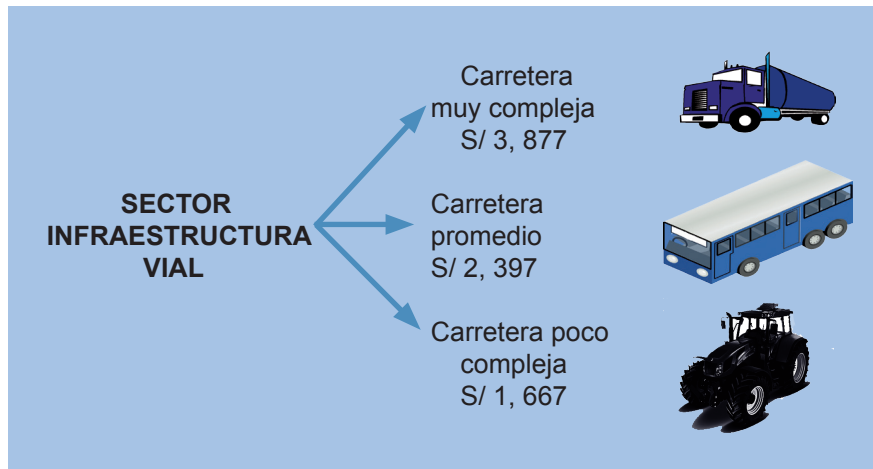 SECTOR
INFRAESTRUCTURA
VIAL
Carretera
muy compleja
S/ 3, 877
Carretera
promedio
S/ 2, 397
Carretera poco
compleja
S/ 1, 667